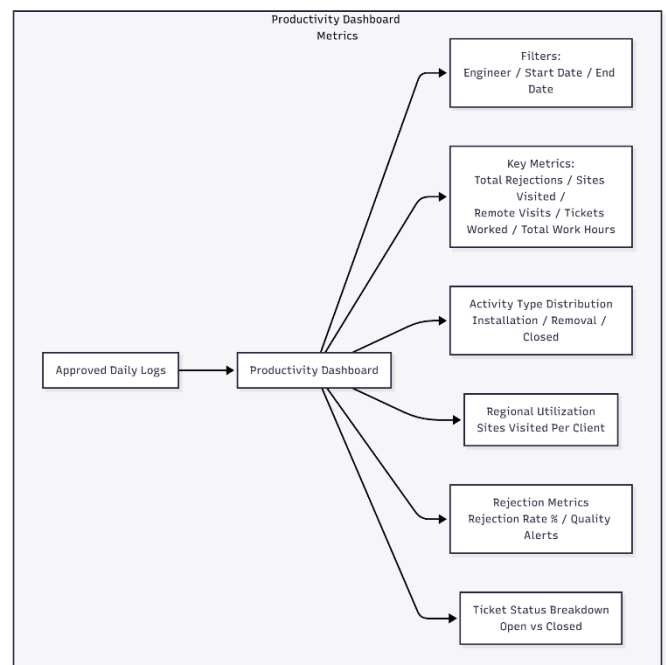 Productivity Dashboard
Metrics
Filters:
Engineer / Start Date / End
Date
Key Metrics:
Total Rejections / Sites
Visited /
Remote Visits / Tickets
Worked / Total Work Hours
Activity Type Distribution
Installation / Removal /
Closed
Approved Daily Logs
Productivity Dashboard
Regional Utilization
Sites Visited Per Client
Rejection Metrics
Rejection Rate % / Quality
Alerts
Ticket Status Breakdown
Open vs Closed